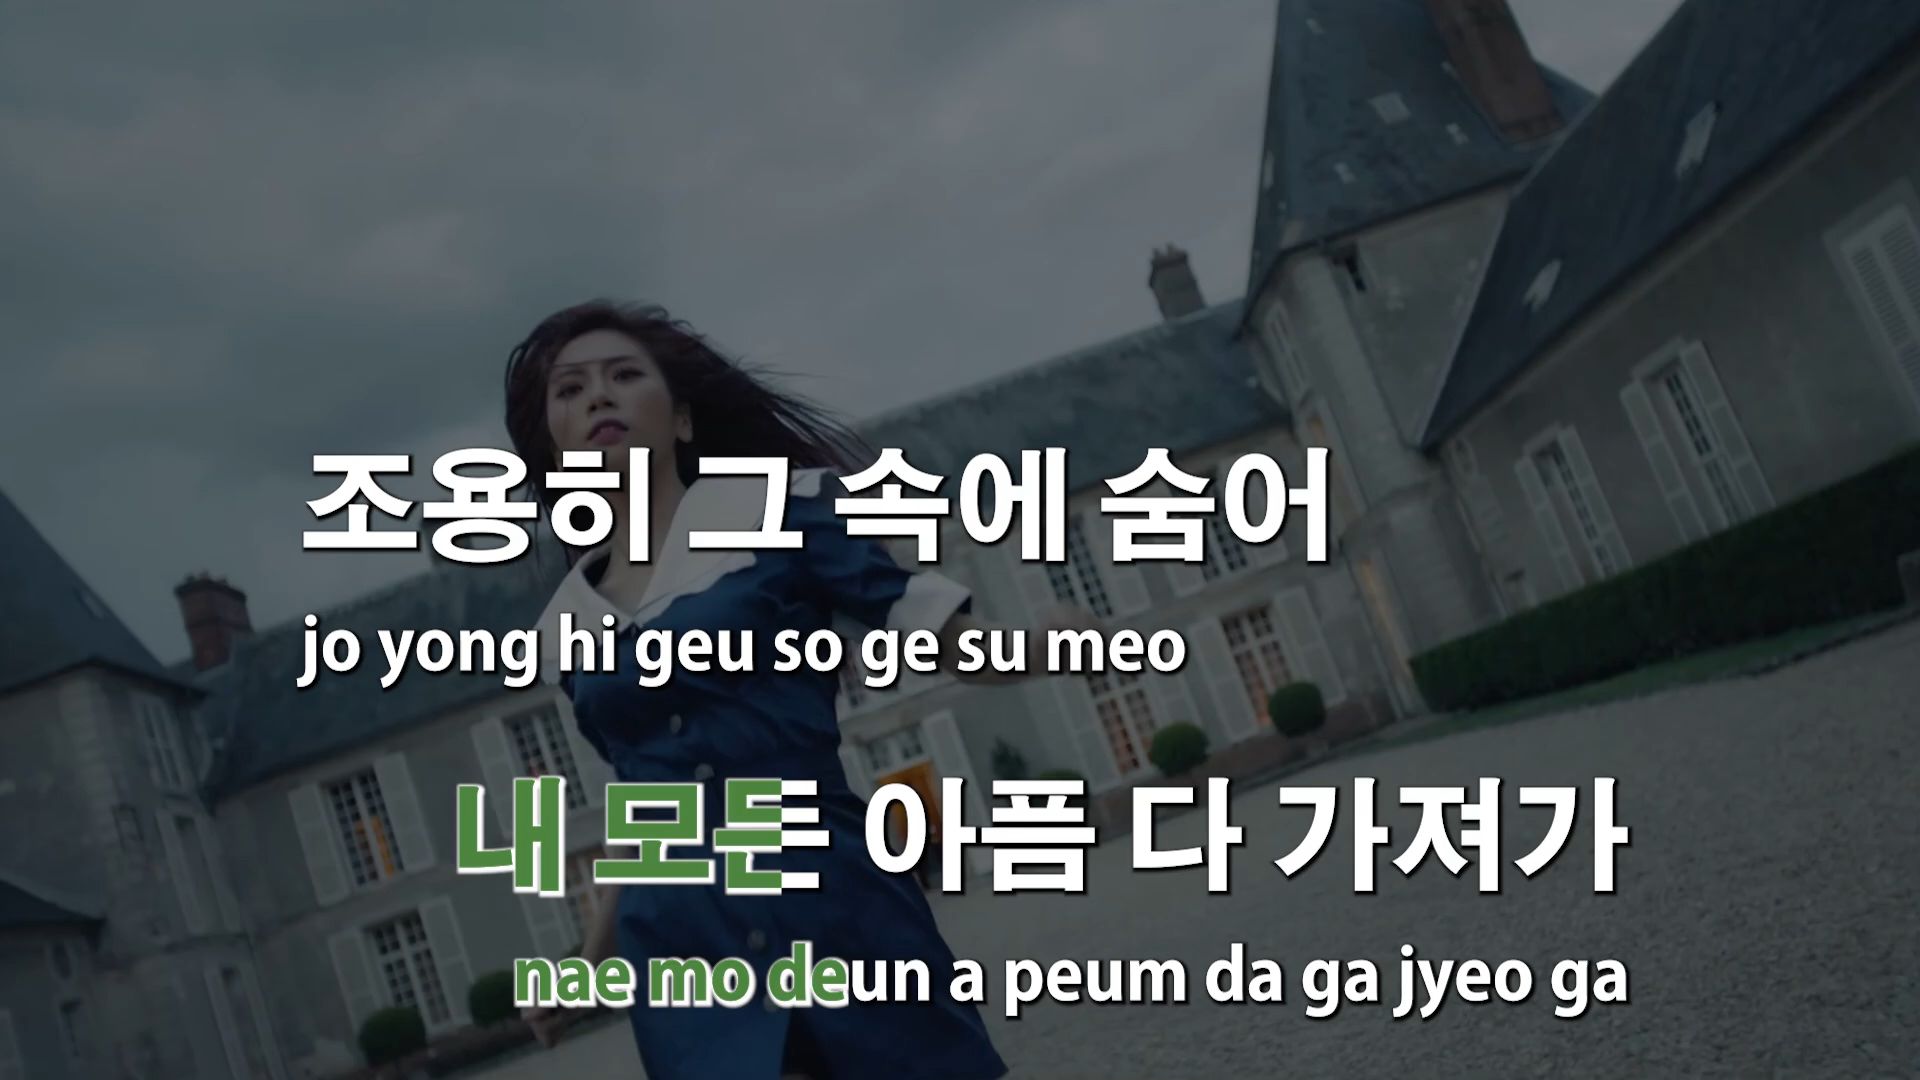 조용히 그 속에 숨어
jo yong hi geu so ge su meo
내 모든 아픔 다 가져가
nae mo deun a peum da ga jyeo ga